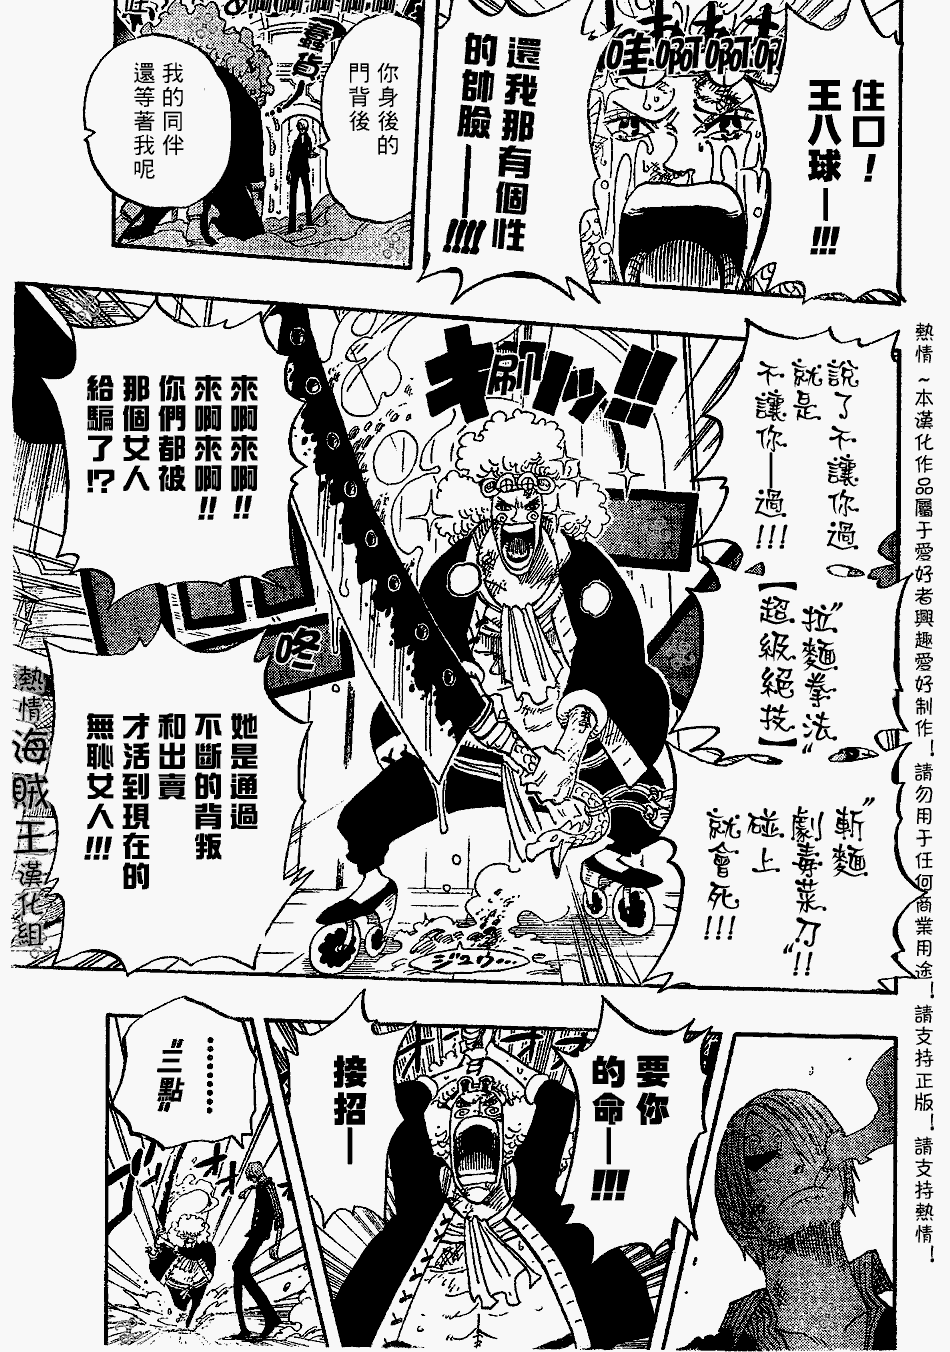 住口！
王八球——!!!
哇啊啊啊
還我那有個性
的帥臉——!!!!
你身後的
門背後
蠢貨—
我的同伴
還等著我呢
說了不讓你過
就是
不讓你——過!!!
"拉麵拳法"
【超級絕技】
"斬麵
劇毒菜刀"!!
碰上
就會死!!!
咚
ジュウ…
來啊來啊!!
來啊來啊!!
你們都被
那個女人
給騙了!?
她是通過
不斷的背叛
和出賣
才活到現在的
無恥女人!!!
要你
的命——!!!
接招——
………
"三點"
熱情～本漢化作品屬于愛好者興趣愛好制作！請勿用于任何商業用途！請支持正版！請支持熱情！
熱情海賊王漢化組